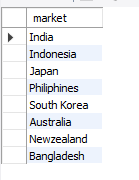 market
India
Indonesia
Japan
Philiphines
South Korea
Australia
Newzealand
Bangladesh